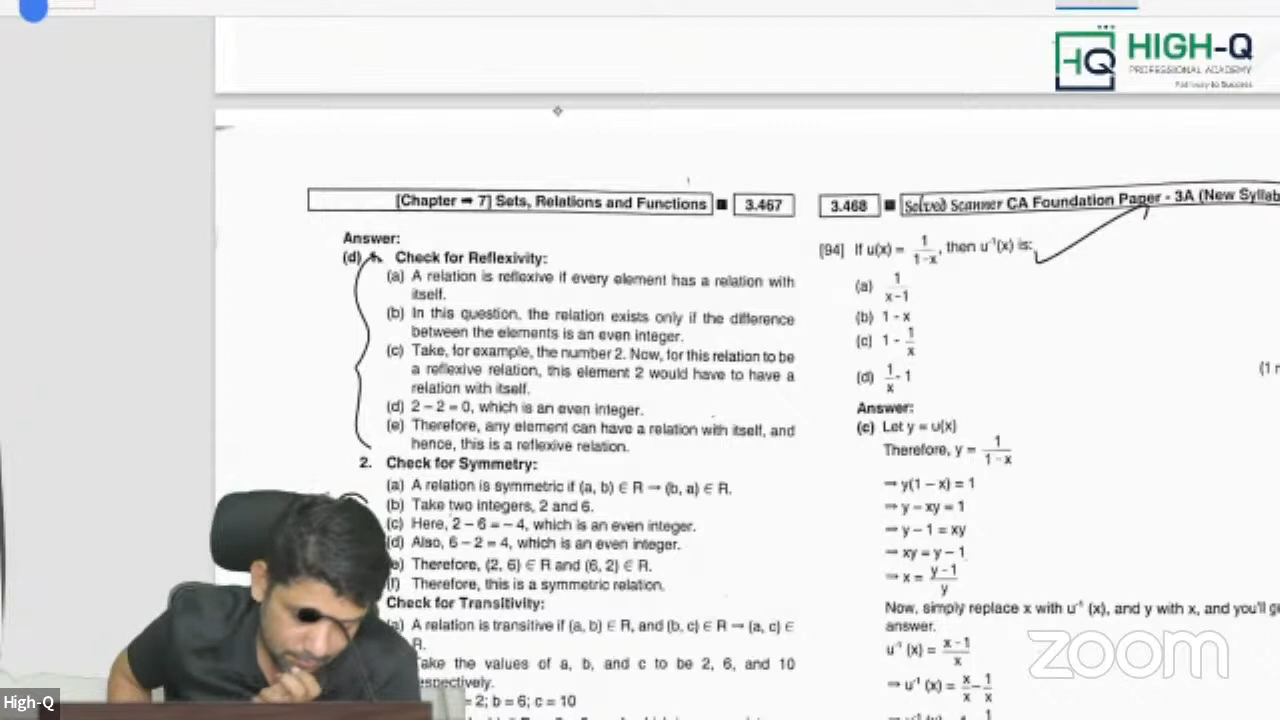 HIGH-Q
PROFESSIONAL ACADEMY
Pathway to Success
[Chapter ➡ 7] Sets, Relations and Functions ■ 3.467
Answer:
(d) 1. Check for Reflexivity:
(a) A relation is reflexive if every element has a relation with
itself.
(b) In this question, the relation exists only if the difference
between the elements is an even integer.
(c) Take, for example, the number 2. Now, for this relation to be
a reflexive relation, this element 2 would have to have a
relation with itself.
(d) 2 – 2 = 0, which is an even integer.
(e) Therefore, any element can have a relation with itself, and
hence, this is a reflexive relation.
2. Check for Symmetry:
(a) A relation is symmetric if (a, b) ∈ R → (b, a) ∈ R.
(b) Take two integers, 2 and 6.
(c) Here, 2 – 6 = – 4, which is an even integer.
(d) Also, 6 – 2 = 4, which is an even integer.
(e) Therefore, (2, 6) ∈ R and (6, 2) ∈ R.
(f) Therefore, this is a symmetric relation.
Check for Transitivity:
(a) A relation is transitive if (a, b) ∈ R, and (b, c) ∈ R → (a, c) ∈
R.
Take the values of a, b, and c to be 2, 6, and 10
respectively.
= 2; b = 6; c = 10
3.468 ■ Solved Scanner CA Foundation Paper - 3A (New Syllab
[94] If u(x) = 1/(1-x), then u⁻¹(x) is:
(a) 1/(x-1)
(b) 1 - x
(c) 1 - 1/x
(d) 1/x - 1
(1 m
Answer:
(c) Let y = u(x)
Therefore, y = 1/(1-x)
→ y(1 – x) = 1
→ y – xy = 1
→ y – 1 = xy
→ xy = y – 1
→ x = (y-1)/y
Now, simply replace x with u⁻¹ (x), and y with x, and you'll ge
answer.
u⁻¹ (x) = (x-1)/x
→ u⁻¹ (x) = x/x - 1/x
zoom
High-Q